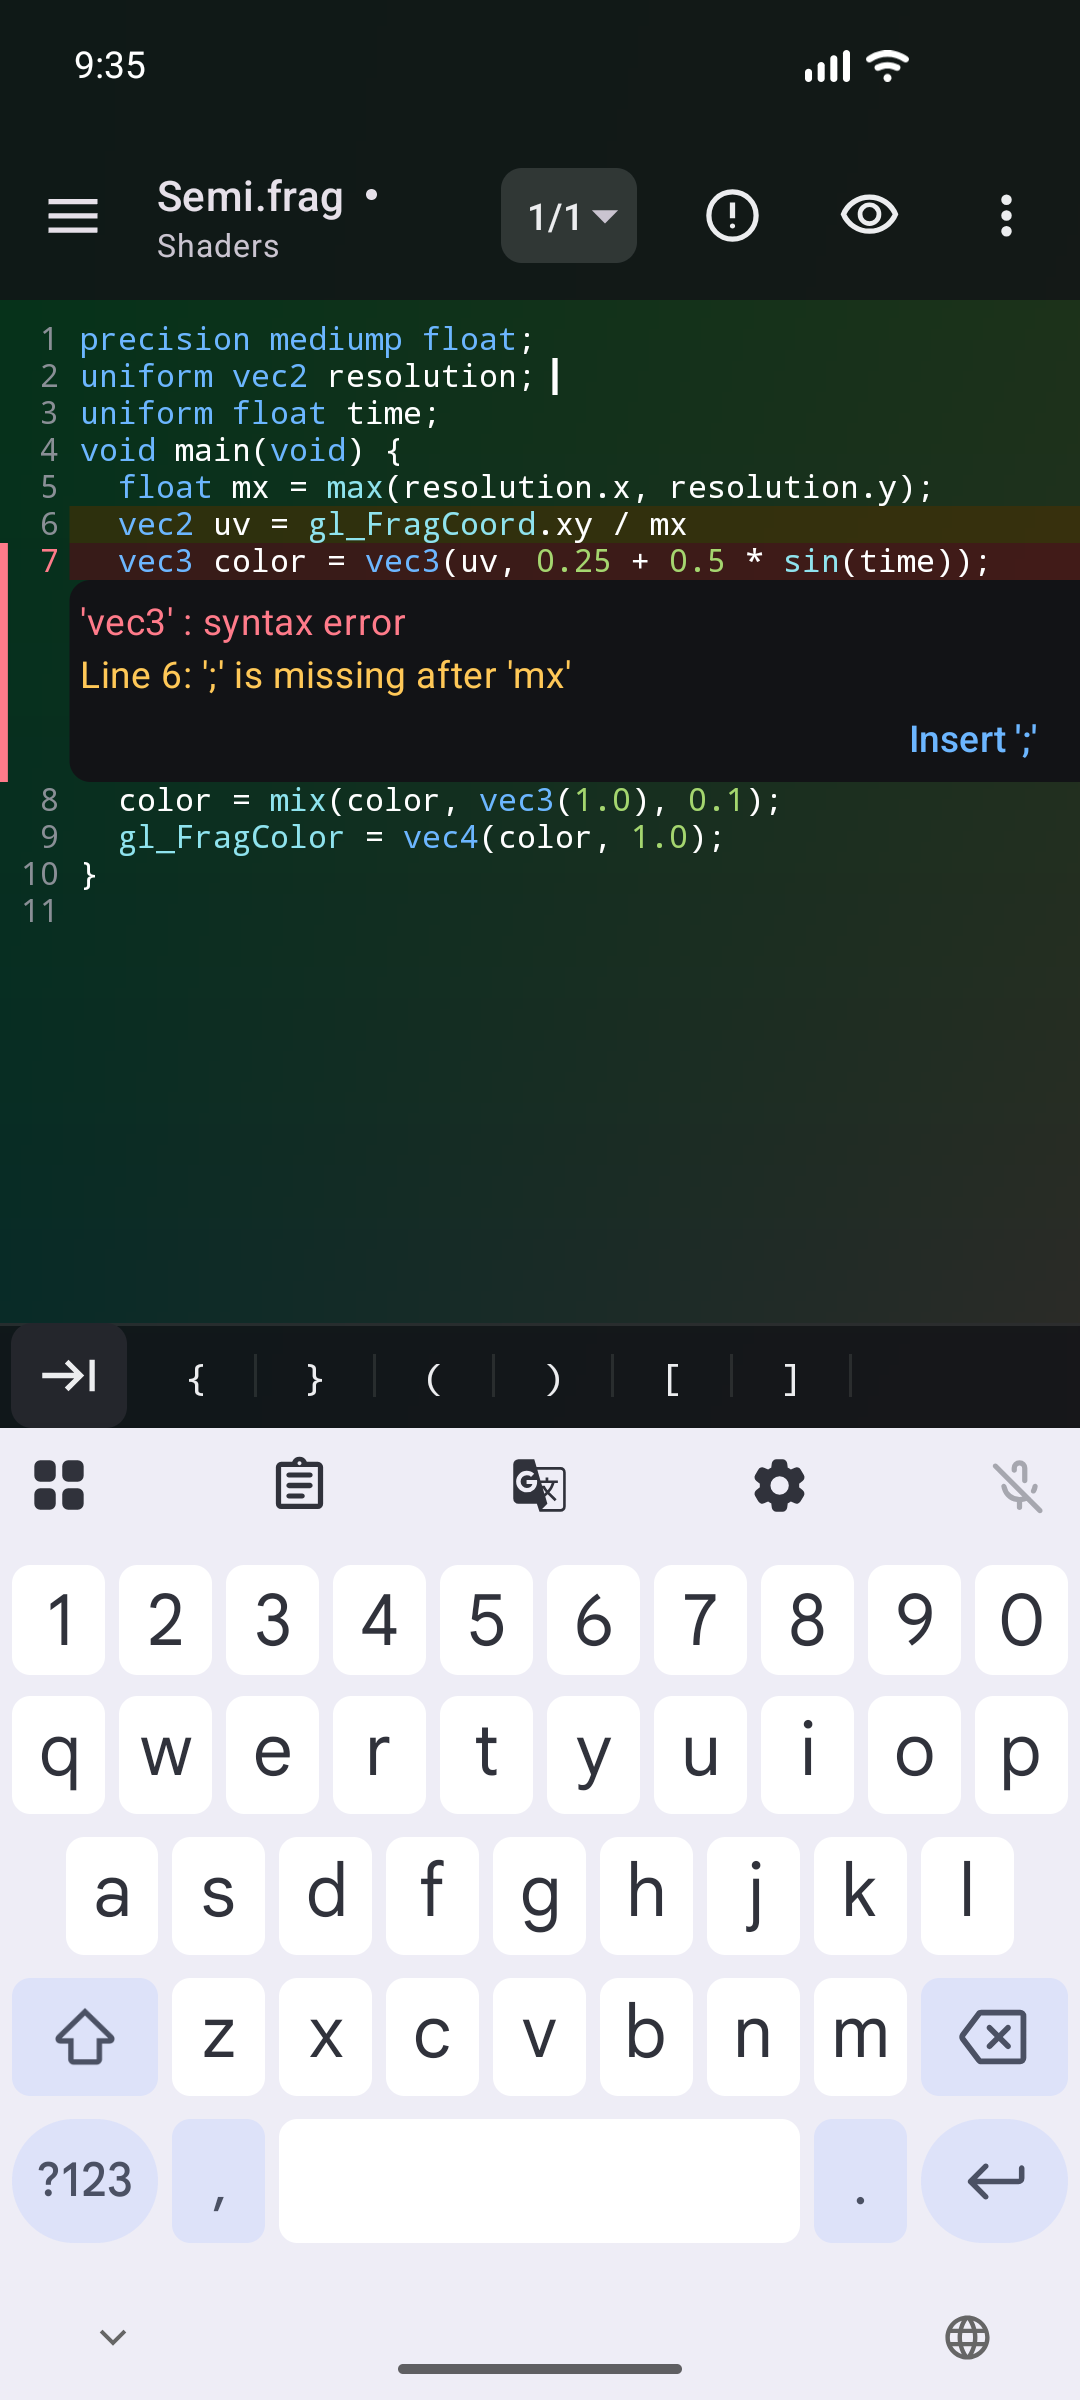 9:35
Semi.frag •
Shaders
1/1
1 precision mediump float;
2 uniform vec2 resolution;
3 uniform float time;
4 void main(void) {
5   float mx = max(resolution.x, resolution.y);
6   vec2 uv = gl_FragCoord.xy / mx
7   vec3 color = vec3(uv, 0.25 + 0.5 * sin(time));
'vec3' : syntax error
Line 6: ';' is missing after 'mx'
Insert ';'
8   color = mix(color, vec3(1.0), 0.1);
9   gl_FragColor = vec4(color, 1.0);
10 }
11
{ } ( ) [ ]
G 文
1 2 3 4 5 6 7 8 9 0
q w e r t y u i o p
a s d f g h j k l
z x c v b n m
?123 , .